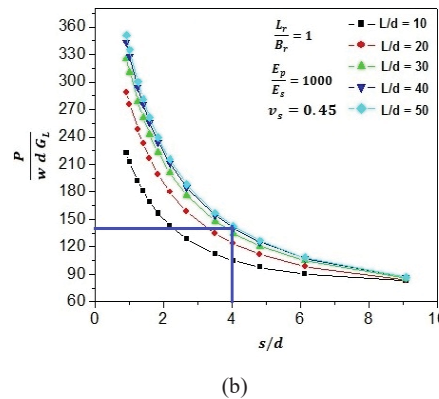 360
330
300
270
240
210
180
150
120
90
60
P
w d G_L
L_r
B_r
= 1
E_p
E_s
= 1000
v_s = 0.45
L/d = 10
L/d = 20
L/d = 30
L/d = 40
L/d = 50
0 2 4 6 8 10
s/d
(b)